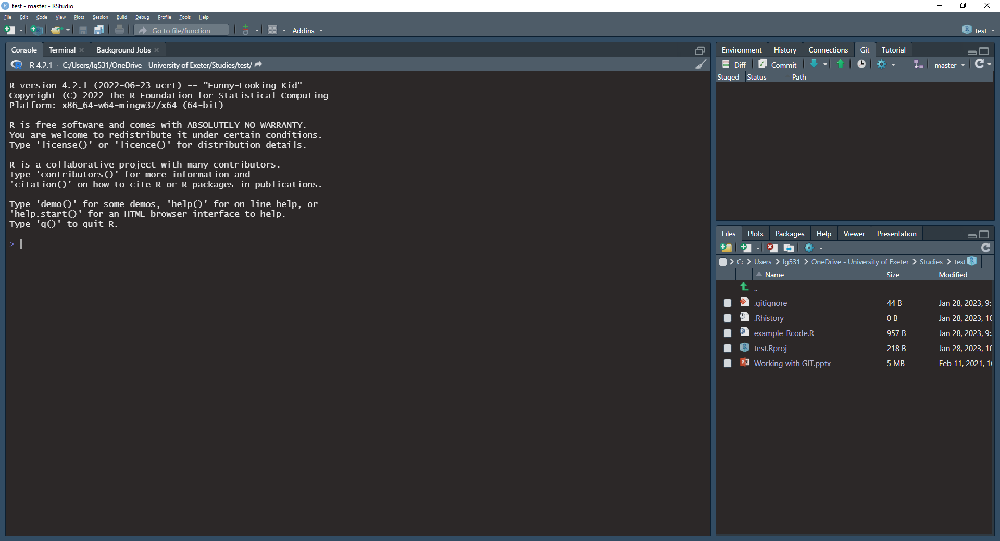 test - master - RStudio
File Edit Code View Plots Session Build Debug Profile Tools Help
Go to file/function Addins test
Console Terminal Background Jobs
R 4.2.1 · C:/Users/lg531/OneDrive - University of Exeter/Studies/test/
R version 4.2.1 (2022-06-23 ucrt) -- "Funny-Looking Kid"
Copyright (C) 2022 The R Foundation for Statistical Computing
Platform: x86_64-w64-mingw32/x64 (64-bit)
R is free software and comes with ABSOLUTELY NO WARRANTY.
You are welcome to redistribute it under certain conditions.
Type 'license()' or 'licence()' for distribution details.
R is a collaborative project with many contributors.
Type 'contributors()' for more information and
'citation()' on how to cite R or R packages in publications.
Type 'demo()' for some demos, 'help()' for on-line help, or
'help.start()' for an HTML browser interface to help.
Type 'q()' to quit R.
>
Environment History Connections Git Tutorial
Diff Commit master
Staged Status Path
Files Plots Packages Help Viewer Presentation
C: > Users > lg531 > OneDrive - University of Exeter > Studies > test ...
Name Size Modified
..
.gitignore 44 B Jan 28, 2023, 9:
.Rhistory 0 B Jan 28, 2023, 10
example_Rcode.R 957 B Jan 28, 2023, 9:
test.Rproj 218 B Jan 28, 2023, 10
Working with GIT.pptx 5 MB Feb 11, 2021, 10